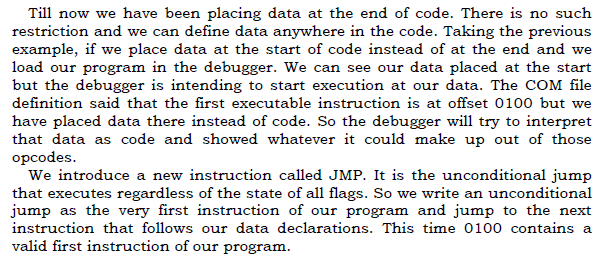 Till now we have been placing data at the end of code. There is no such
restriction and we can define data anywhere in the code. Taking the previous
example, if we place data at the start of code instead of at the end and we
load our program in the debugger. We can see our data placed at the start
but the debugger is intending to start execution at our data. The COM file
definition said that the first executable instruction is at offset 0100 but we
have placed data there instead of code. So the debugger will try to interpret
that data as code and showed whatever it could make up out of those
opcodes.
We introduce a new instruction called JMP. It is the unconditional jump
that executes regardless of the state of all flags. So we write an unconditional
jump as the very first instruction of our program and jump to the next
instruction that follows our data declarations. This time 0100 contains a
valid first instruction of our program.